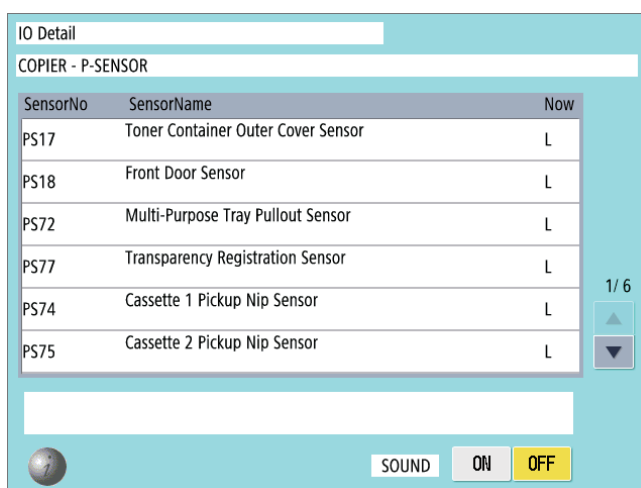 IO Detail
COPIER - P-SENSOR
SensorNo SensorName Now
PS17 Toner Container Outer Cover Sensor L
PS18 Front Door Sensor L
PS72 Multi-Purpose Tray Pullout Sensor L
PS77 Transparency Registration Sensor L
PS74 Cassette 1 Pickup Nip Sensor L
PS75 Cassette 2 Pickup Nip Sensor L
1/ 6
i
SOUND ON OFF